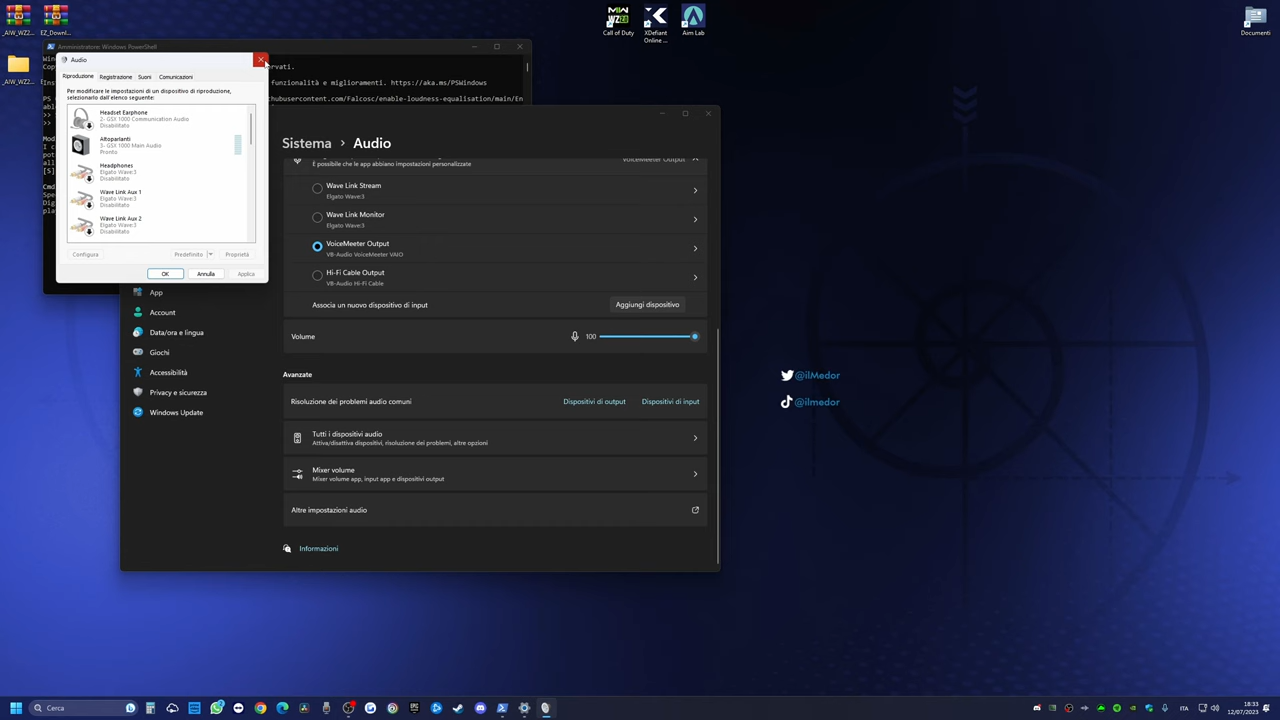 _AIW_WZ2...
EZ_Downl...
_AIW_WZ2...
Call of Duty
XDefiant
Online ...
Aim Lab
Documenti
Amministratore: Windows PowerShell
ervati.
funzionalità e miglioramenti. https://aka.ms/PSWindows
thubusercontent.com/Falcosc/enable-loudness-equalisation/main/n
>>
>>
[5]
Audio
Riproduzione
Registrazione
Suoni
Comunicazioni
Per modificare le impostazioni di un dispositivo di riproduzione,
selezionarlo dall'elenco seguente:
Headset Earphone
2- GSX 1000 Communication Audio
Disabilitato
Altoparlanti
3- GSX 1000 Main Audio
Pronto
Headphones
Elgato Wave:3
Disabilitato
Wave Link Aux 1
Elgato Wave:3
Disabilitato
Wave Link Aux 2
Elgato Wave:3
Disabilitato
Configura
Predefinito
Proprietà
OK
Annulla
Applica
Sistema > Audio
È possibile che le app abbiano impostazioni personalizzate
VoiceMeeter Output
Wave Link Stream
Elgato Wave:3
Wave Link Monitor
Elgato Wave:3
VoiceMeeter Output
VB-Audio VoiceMeeter VAIO
Hi-Fi Cable Output
VB-Audio Hi-Fi Cable
Associa un nuovo dispositivo di input
Aggiungi dispositivo
Volume
100
Avanzate
Risoluzione dei problemi audio comuni
Dispositivi di output
Dispositivi di input
Tutti i dispositivi audio
Attiva/disattiva dispositivi, risoluzione dei problemi, altre opzioni
Mixer volume
Mixer volume app, input app e dispositivi output
Altre impostazioni audio
Informazioni
App
Account
Data/ora e lingua
Giochi
Accessibilità
Privacy e sicurezza
Windows Update
@ilMedor
@ilmedor
Cerca
ITA
18:33
12/07/2023